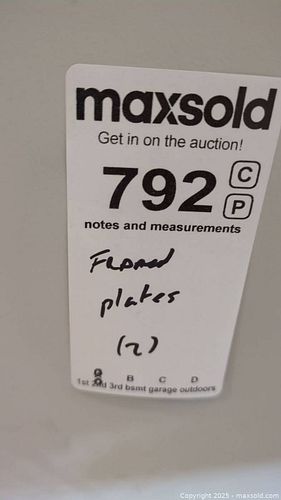 maxsold
Get in on the auction!
792 C
P
notes and measurements
Framed
plates
(2)
B C D
1st 2nd 3rd bsmt garage outdoors
Copyright 2025 - maxsold.com